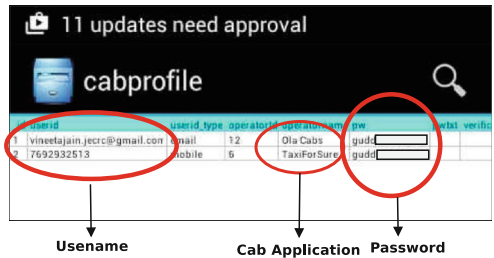 11 updates need approval
cabprofile
id userid userid_type operatorId operatorname pw pwtxt verific
1 vineetajain.jecrc@gmail.com email 12 Ola Cabs gudd
2 7692932513 mobile 6 TaxiForSure gudd
Usename Cab Application Password